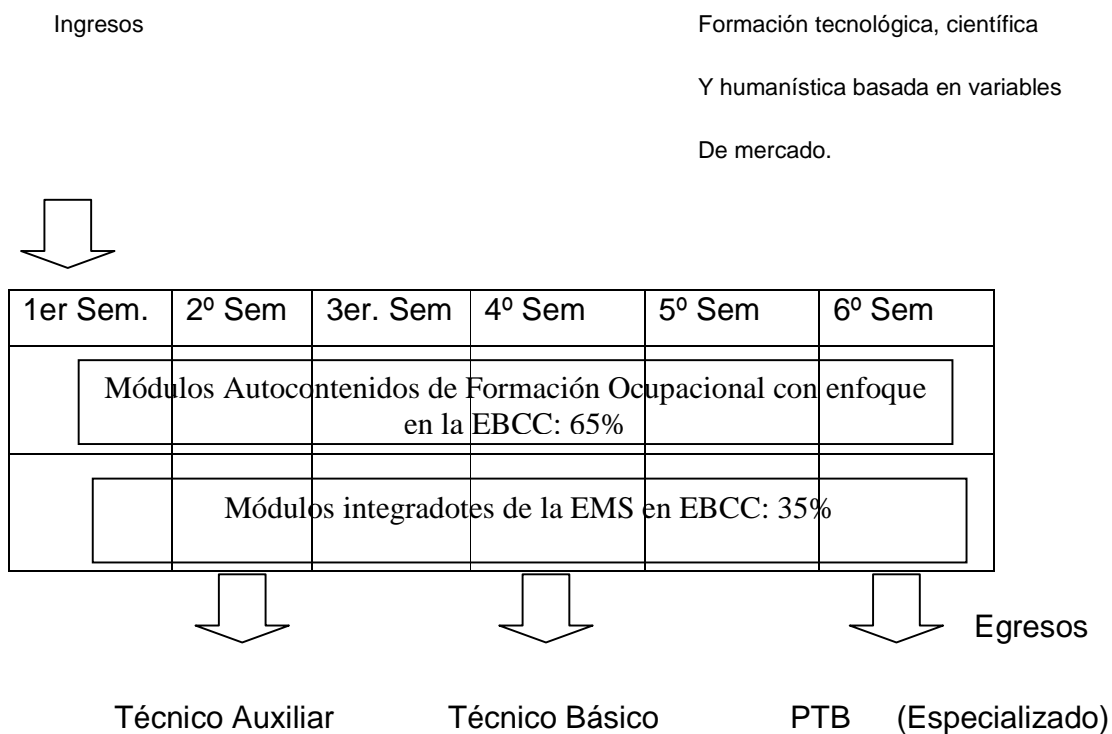 Ingresos
Formación tecnológica, científica
Y humanística basada en variables
De mercado.
1er Sem. 2º Sem 3er. Sem 4º Sem 5º Sem 6º Sem
Módulos Autocontenidos de Formación Ocupacional con enfoque
en la EBCC: 65%
Módulos integradotes de la EMS en EBCC: 35%
Egresos
Técnico Auxiliar Técnico Básico PTB (Especializado)